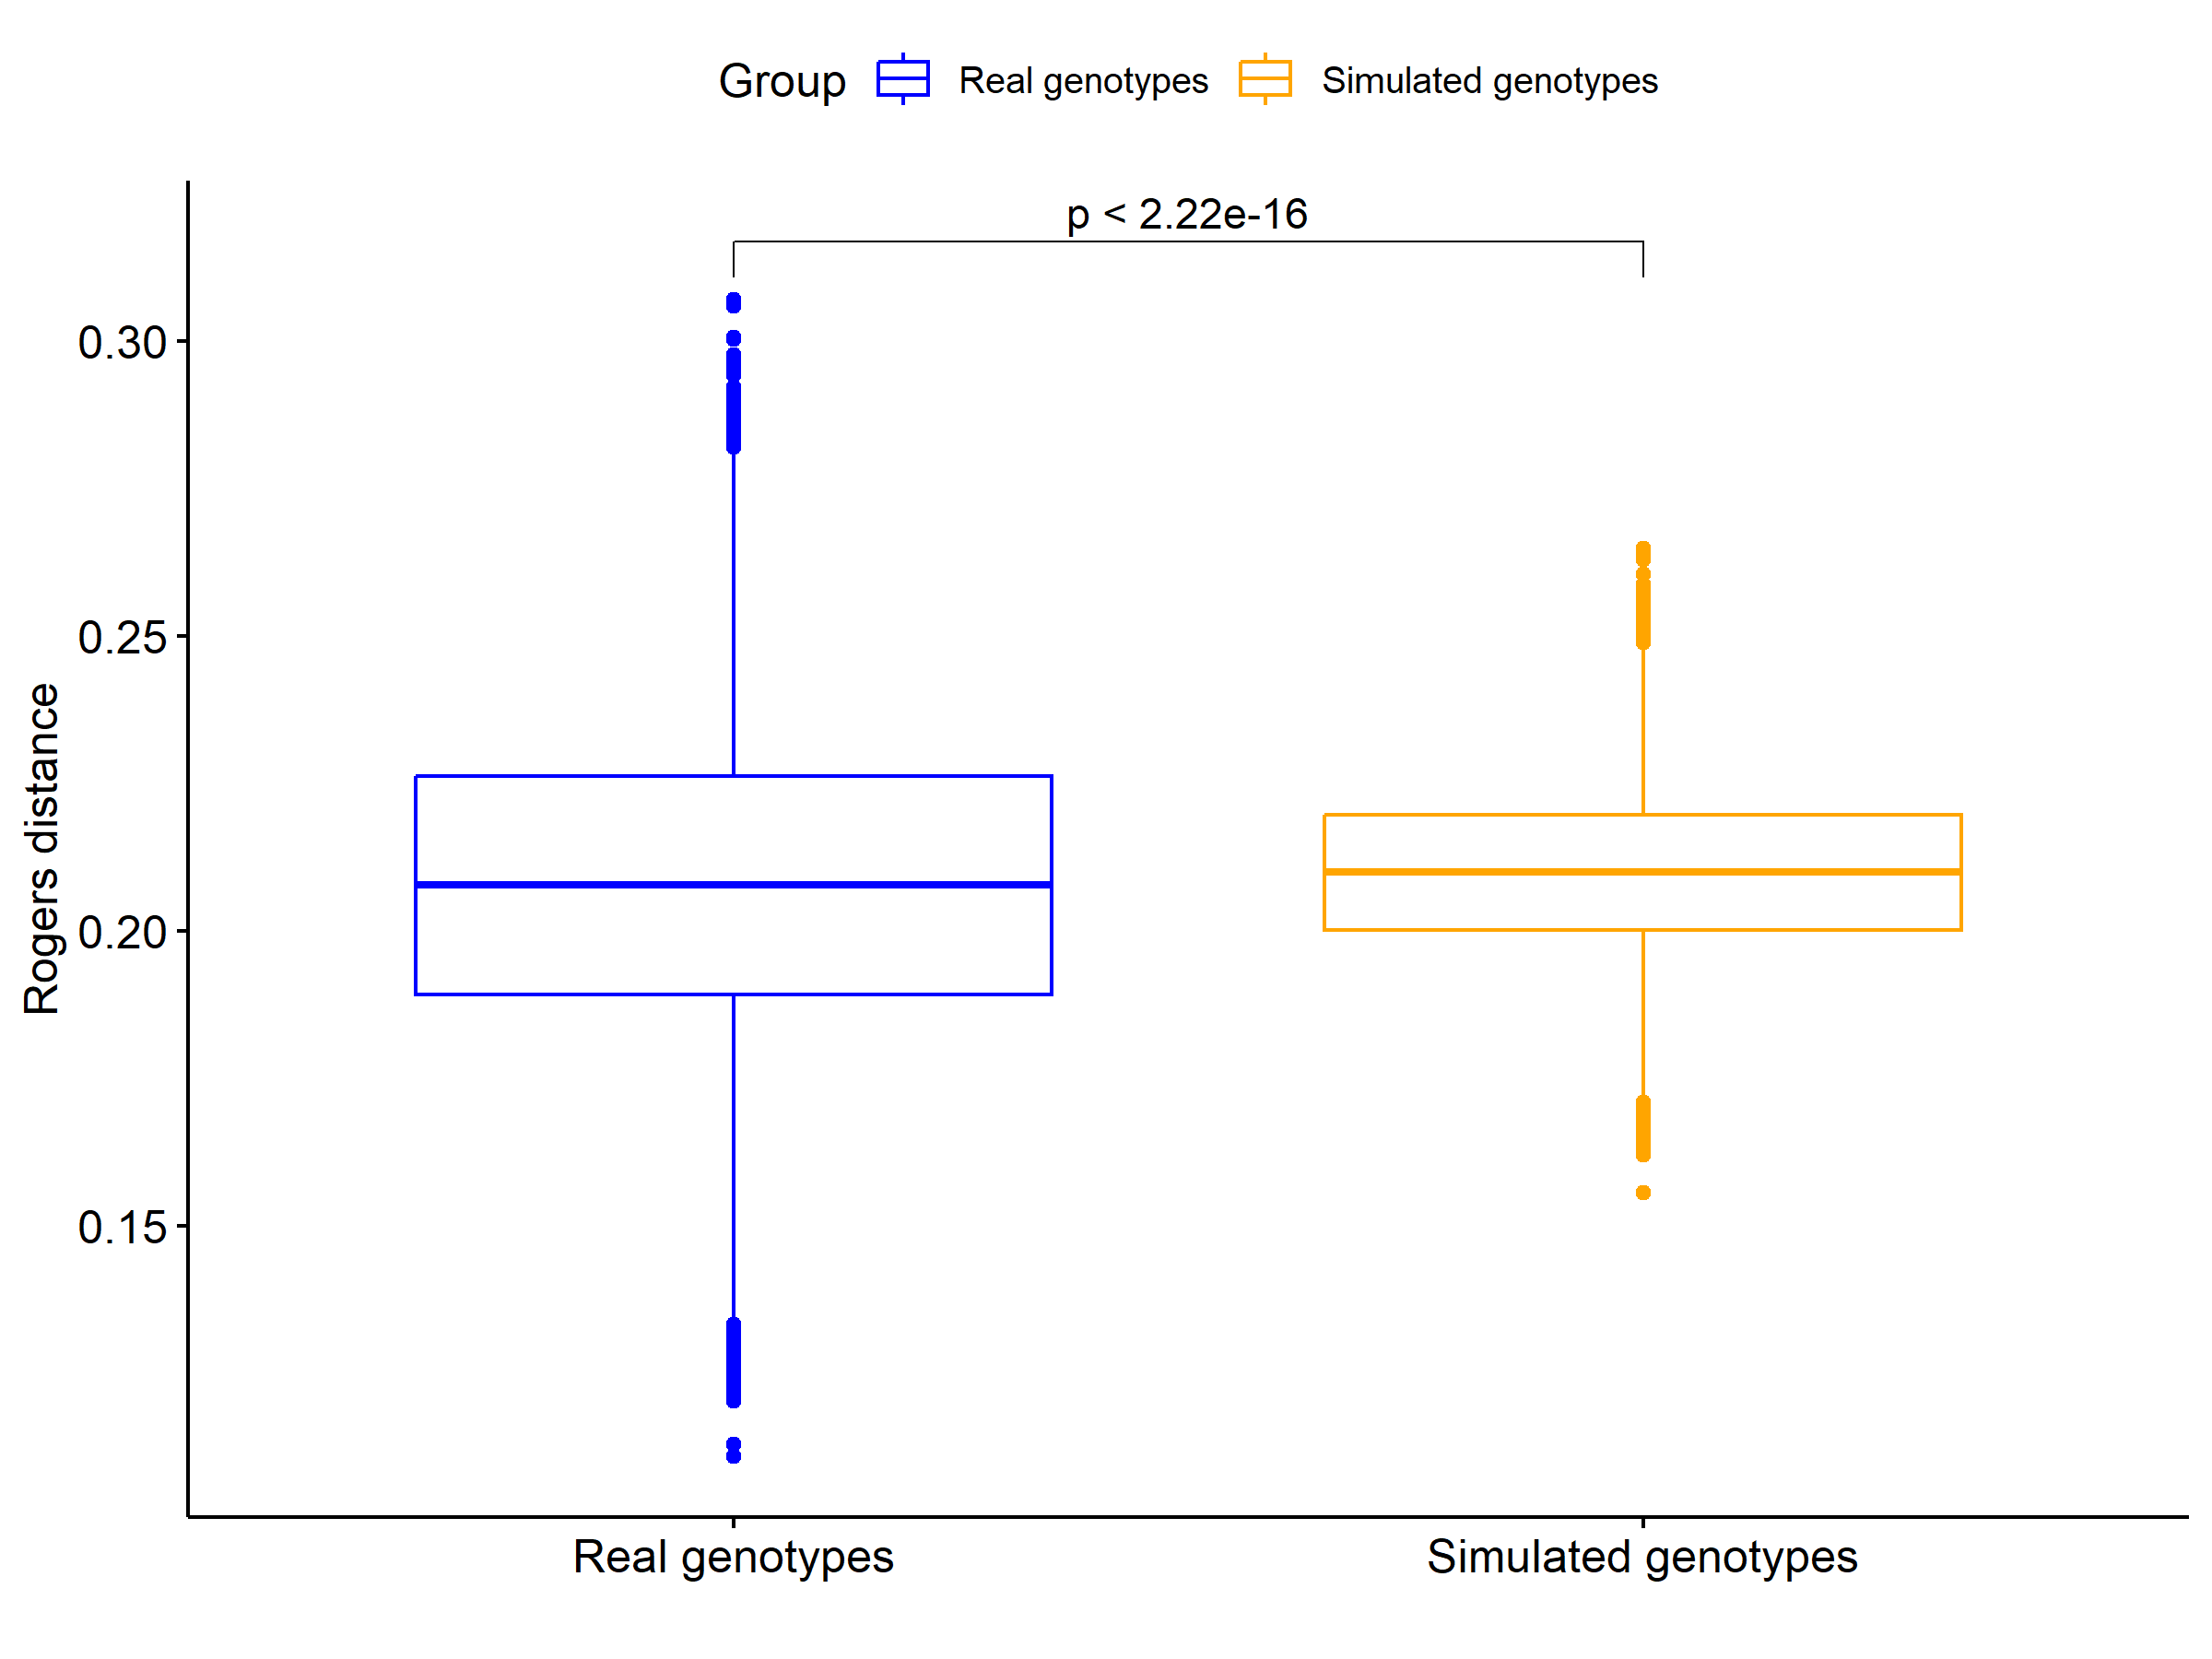 Group Real genotypes Simulated genotypes
p < 2.22e-16
0.30
0.25
0.20
0.15
Rogers distance
Real genotypes Simulated genotypes